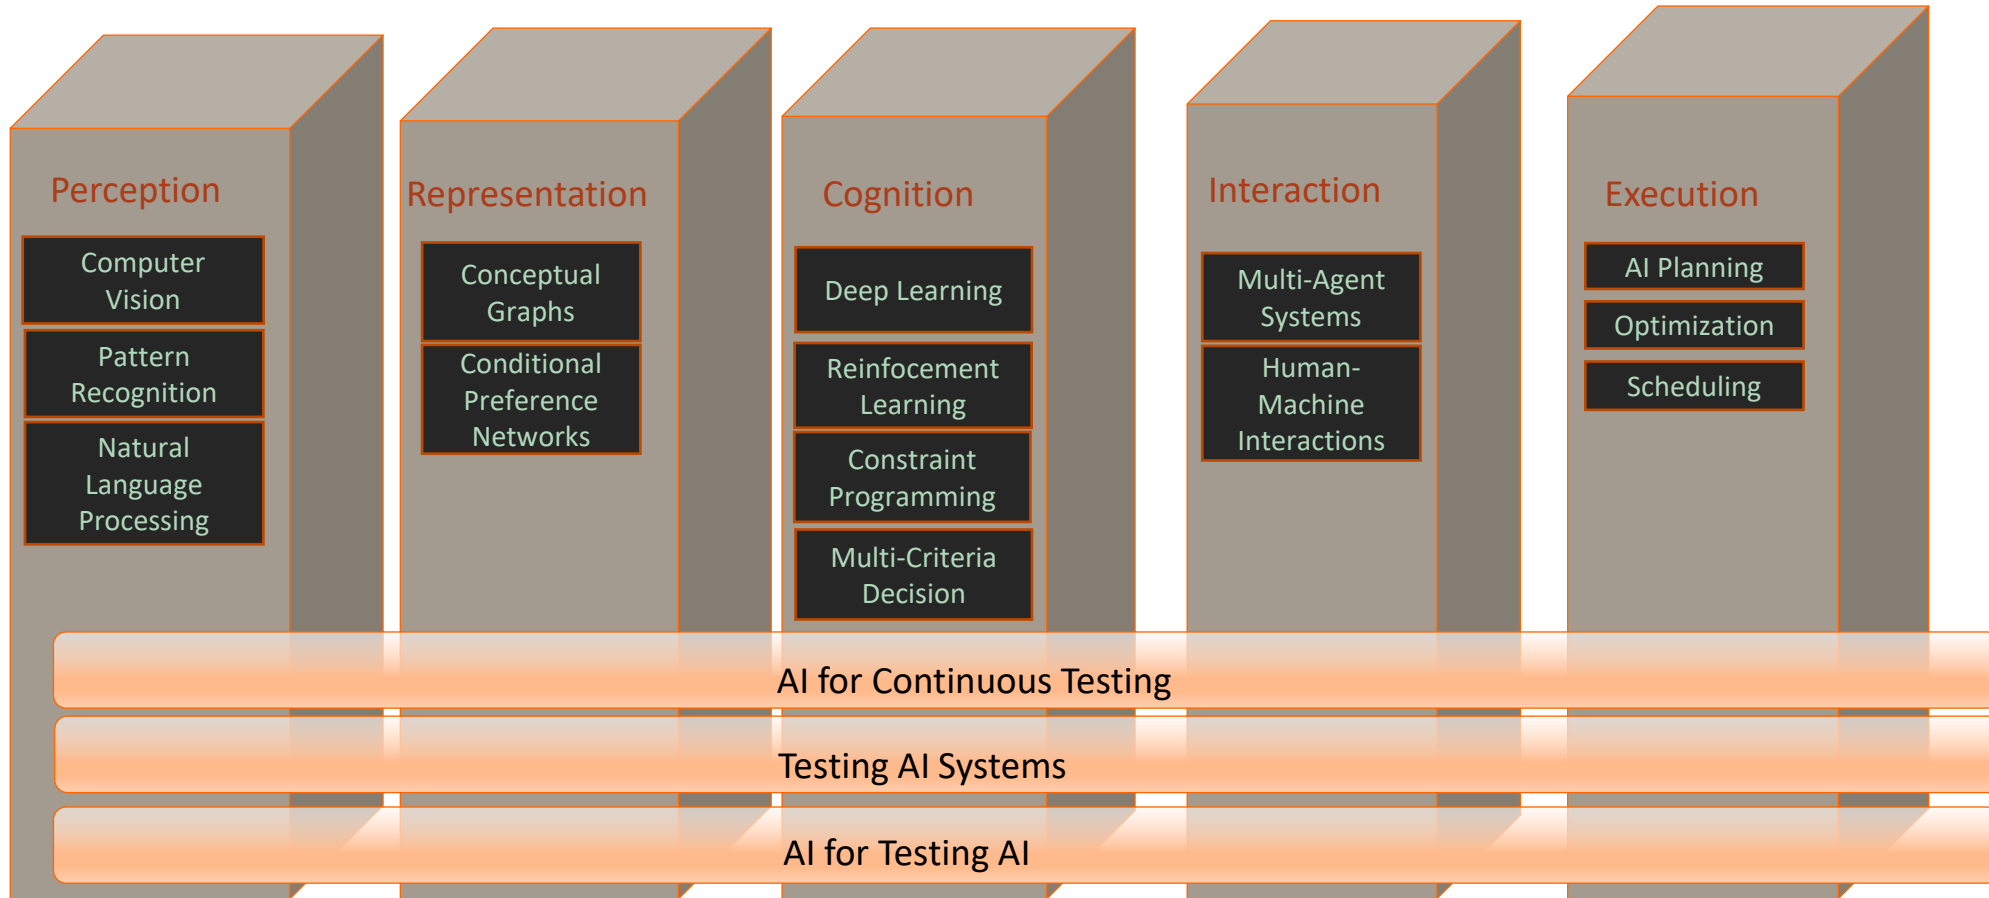 Perception
Computer
Vision
Pattern
Recognition
Natural
Language
Processing
Representation
Conceptual
Graphs
Conditional
Preference
Networks
Cognition
Deep Learning
Reinfocement
Learning
Constraint
Programming
Multi-Criteria
Decision
Interaction
Multi-Agent
Systems
Human-
Machine
Interactions
Execution
AI Planning
Optimization
Scheduling
AI for Continuous Testing
Testing AI Systems
AI for Testing AI